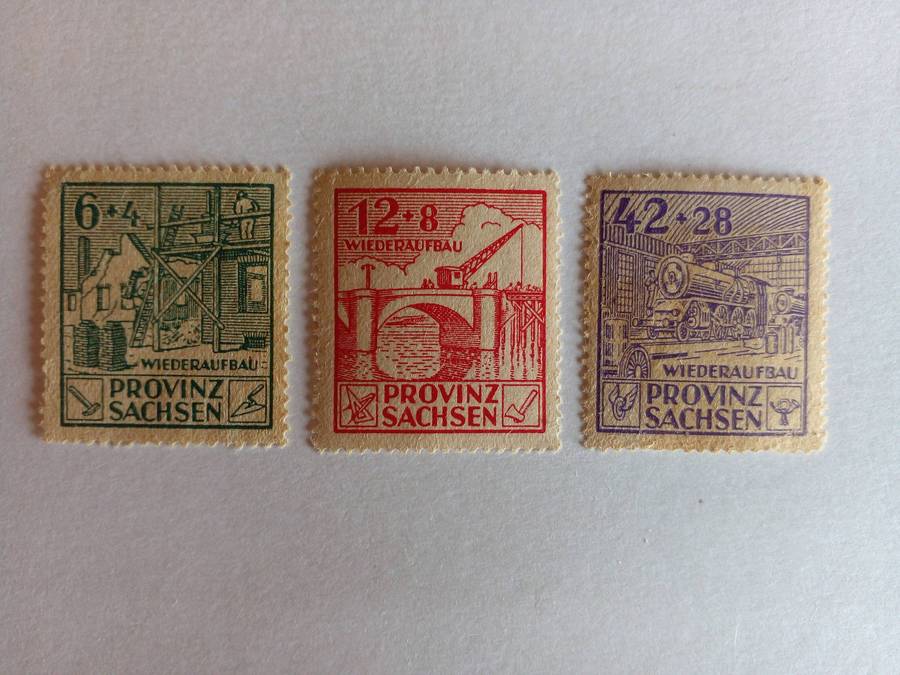 6+4
WIEDERAUFBAU
PROVINZ
SACHSEN
12+8
WIEDERAUFBAU
PROVINZ
SACHSEN
42+28
WIEDERAUFBAU
PROVINZ
SACHSEN